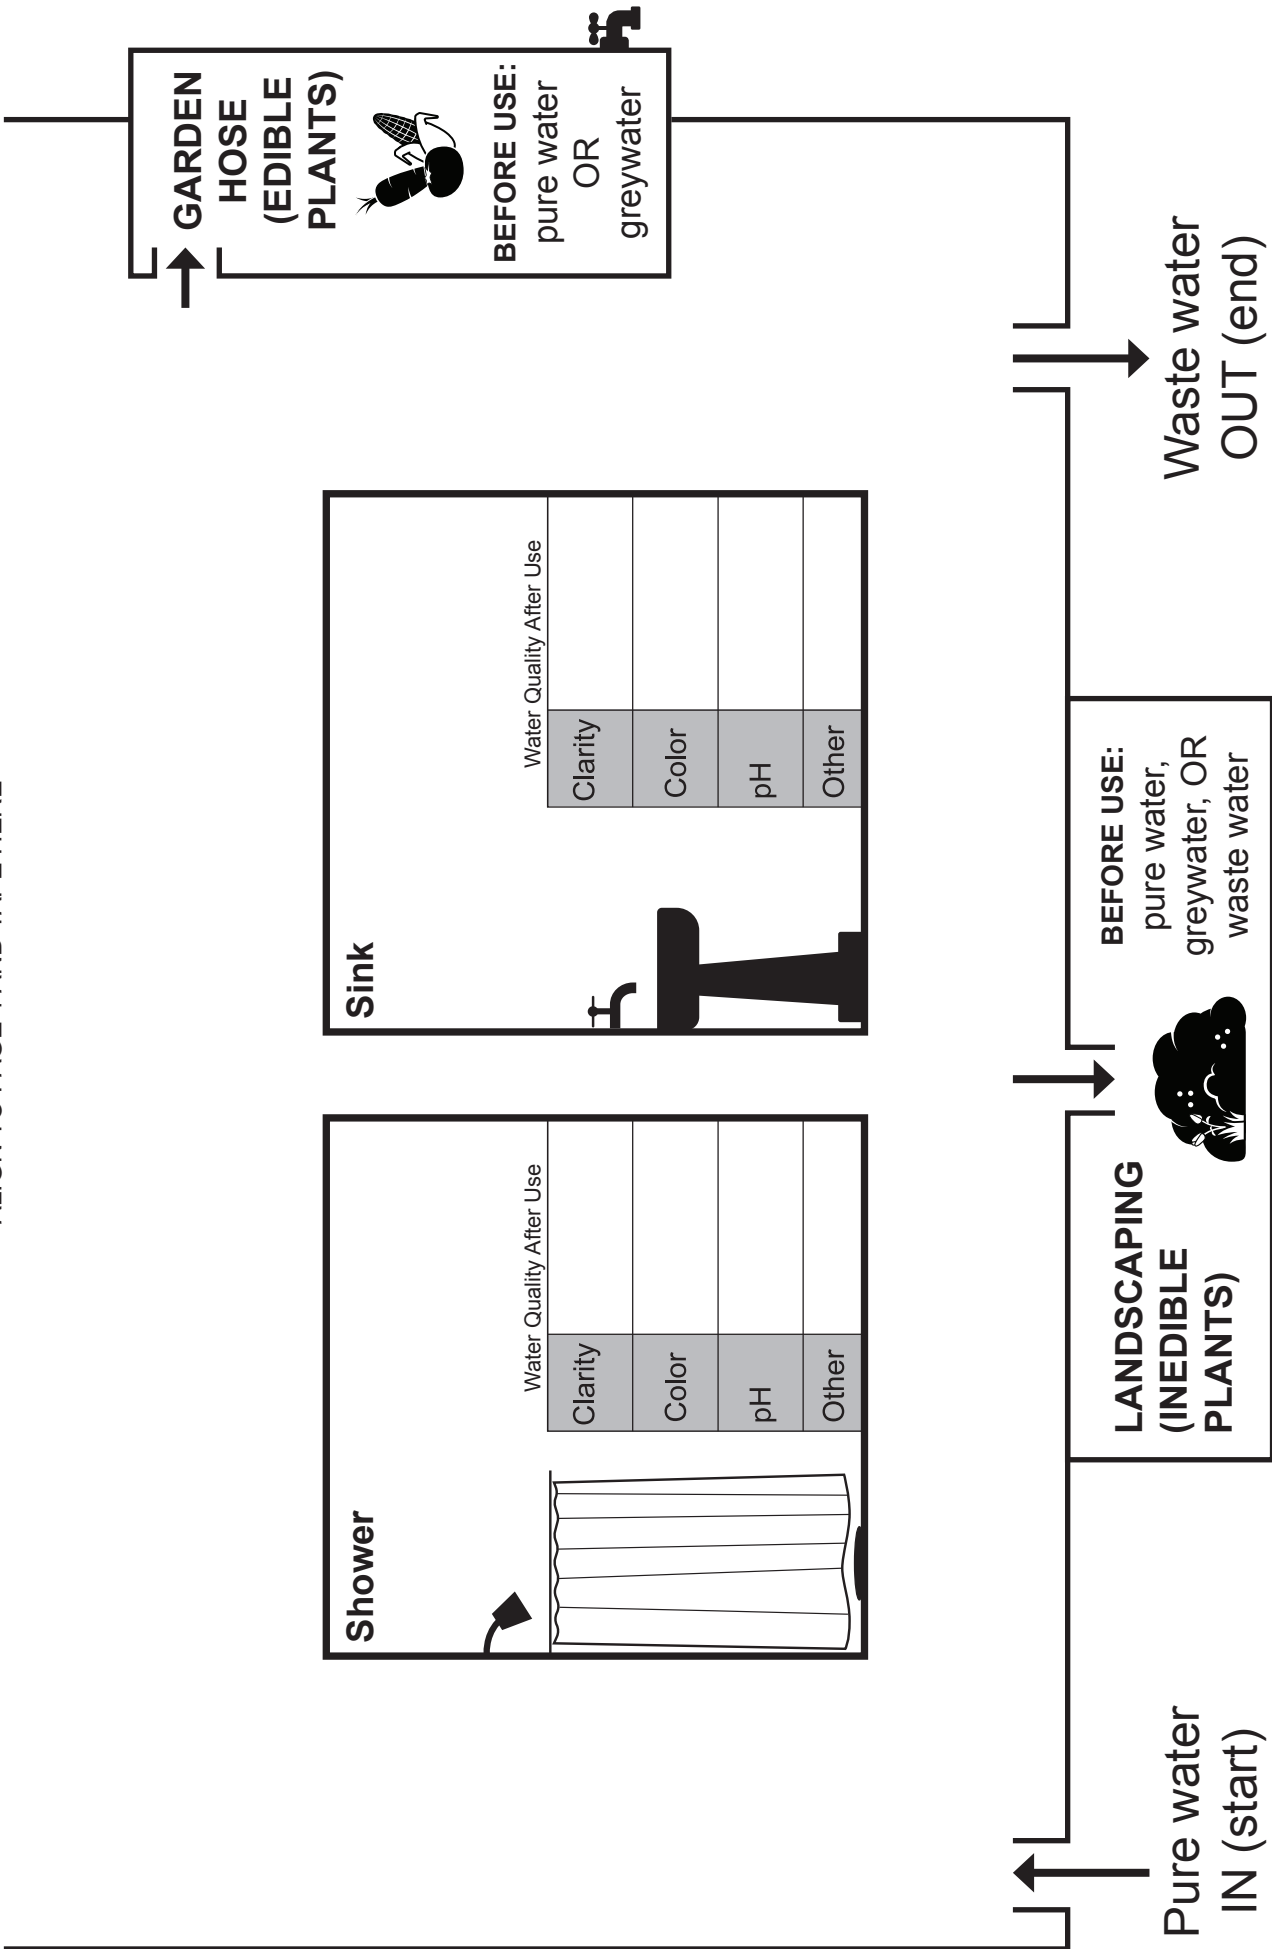 GARDEN
HOSE
(EDIBLE
PLANTS)
BEFORE USE:
pure water
OR
greywater
Shower
Water Quality After Use
Clarity
Color
pH
Other
Sink
Water Quality After Use
Clarity
Color
pH
Other
Pure water
IN (start)
LANDSCAPING
(INEDIBLE
PLANTS)
BEFORE USE:
pure water,
greywater, OR
waste water
Waste water
OUT (end)